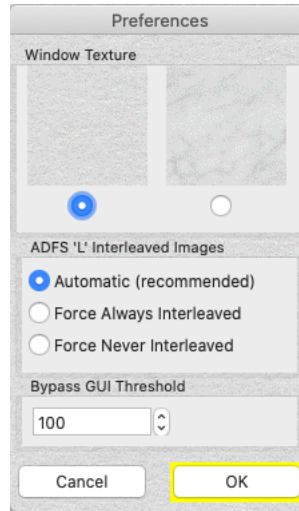 Preferences
Window Texture
ADFS 'L' Interleaved Images
Automatic (recommended)
Force Always Interleaved
Force Never Interleaved
Bypass GUI Threshold
100
Cancel OK